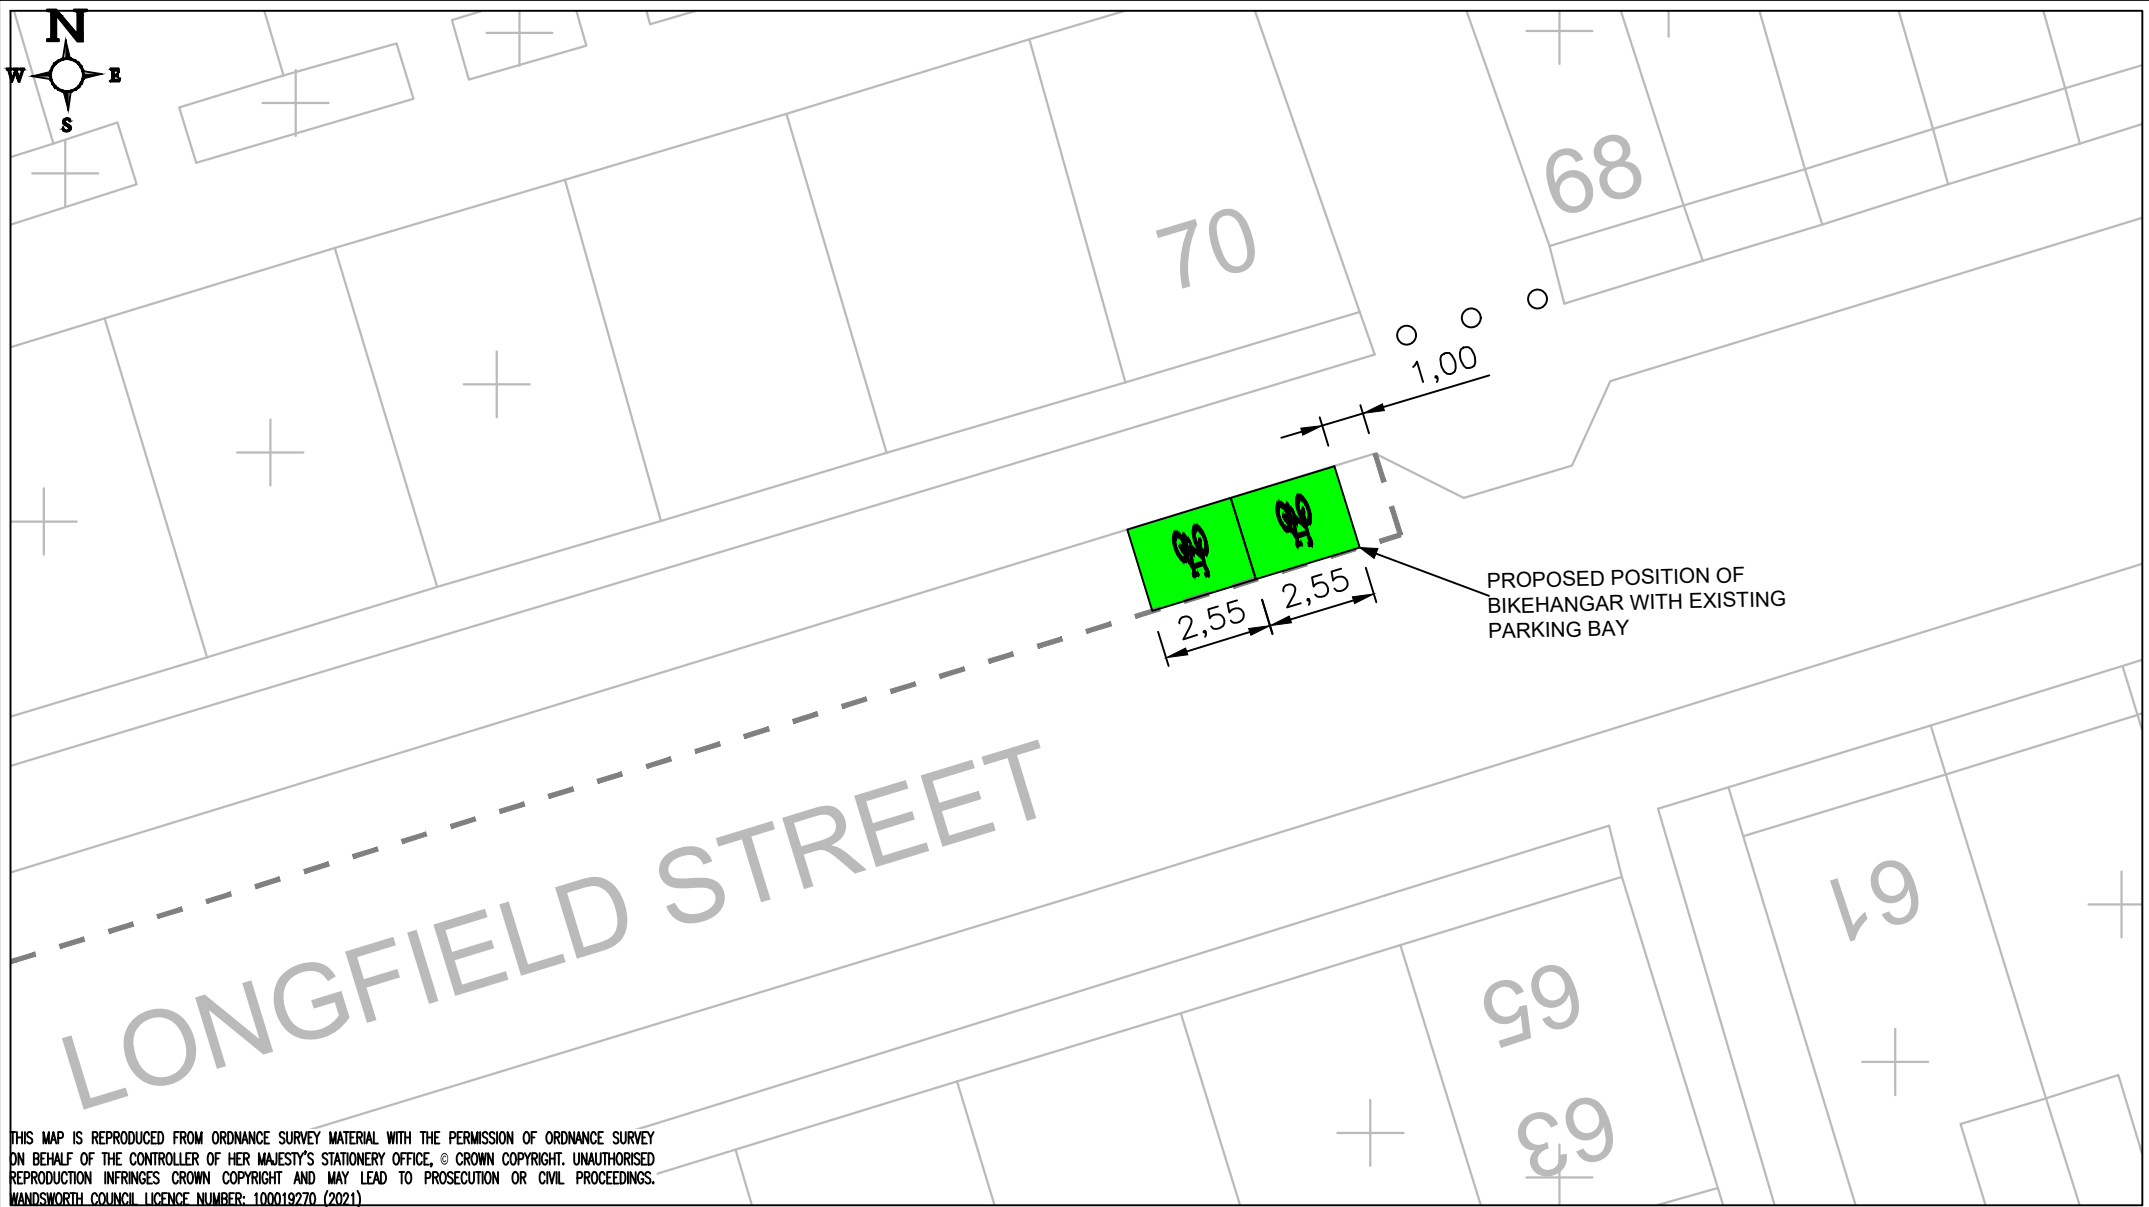 N
W E
S
68
70
1,00
PROPOSED POSITION OF
BIKEHANGAR WITH EXISTING
PARKING BAY
2,55
2,55
LONGFIELD STREET
61
65
63
THIS MAP IS REPRODUCED FROM ORDNANCE SURVEY MATERIAL WITH THE PERMISSION OF ORDNANCE SURVEY
ON BEHALF OF THE CONTROLLER OF HER MAJESTY'S STATIONERY OFFICE, © CROWN COPYRIGHT. UNAUTHORISED
REPRODUCTION INFRINGES CROWN COPYRIGHT AND MAY LEAD TO PROSECUTION OR CIVIL PROCEEDINGS.
WANDSWORTH COUNCIL LICENCE NUMBER: 100019270 (2021)